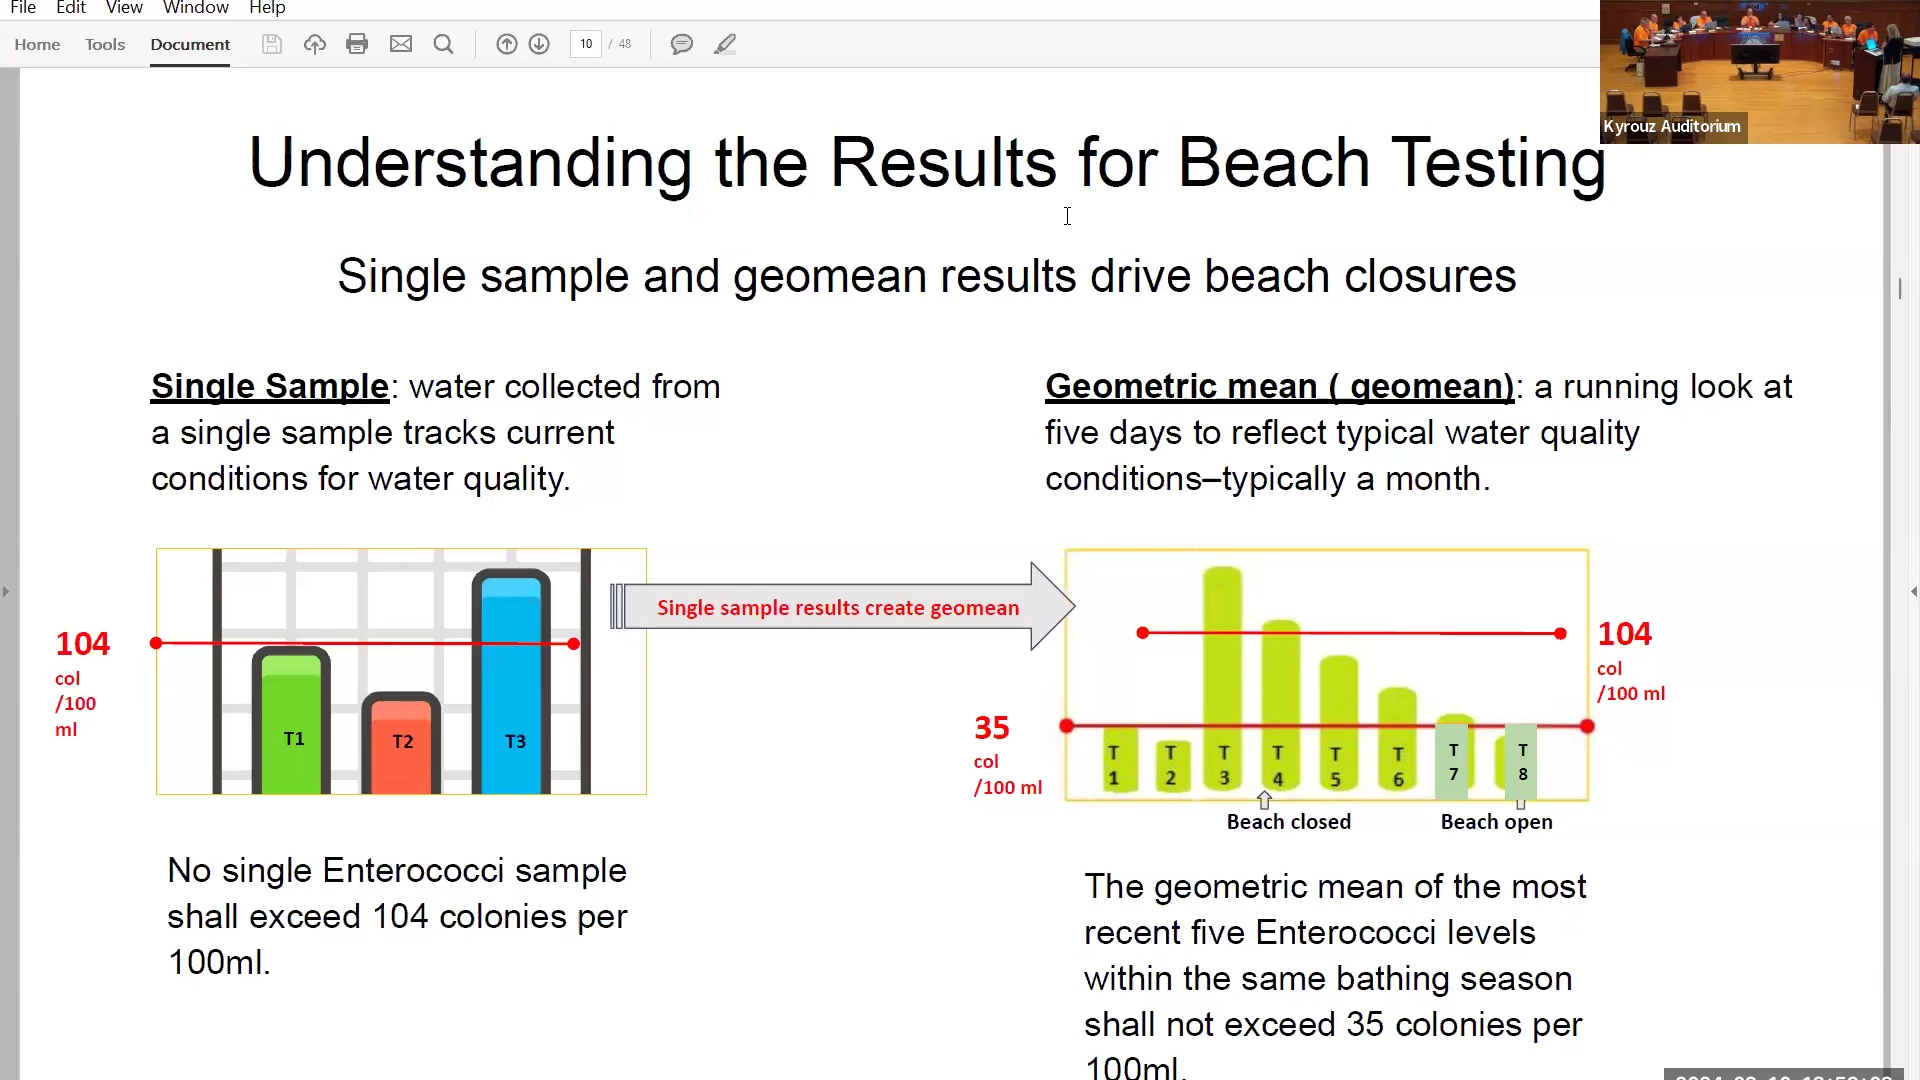 File Edit View Window Help
Home Tools Document 10 / 48
Kyrouz Auditorium
Understanding the Results for Beach Testing
Single sample and geomean results drive beach closures
Single Sample: water collected from
a single sample tracks current
conditions for water quality.
Geometric mean ( geomean): a running look at
five days to reflect typical water quality
conditions–typically a month.
104
col
/100
ml
T1
T2
T3
Single sample results create geomean
104
col
/100 ml
35
col
/100 ml
T
1
T
2
T
3
T
4
T
5
T
6
T
7
T
8
Beach closed
Beach open
No single Enterococci sample
shall exceed 104 colonies per
100ml.
The geometric mean of the most
recent five Enterococci levels
within the same bathing season
shall not exceed 35 colonies per
100ml.